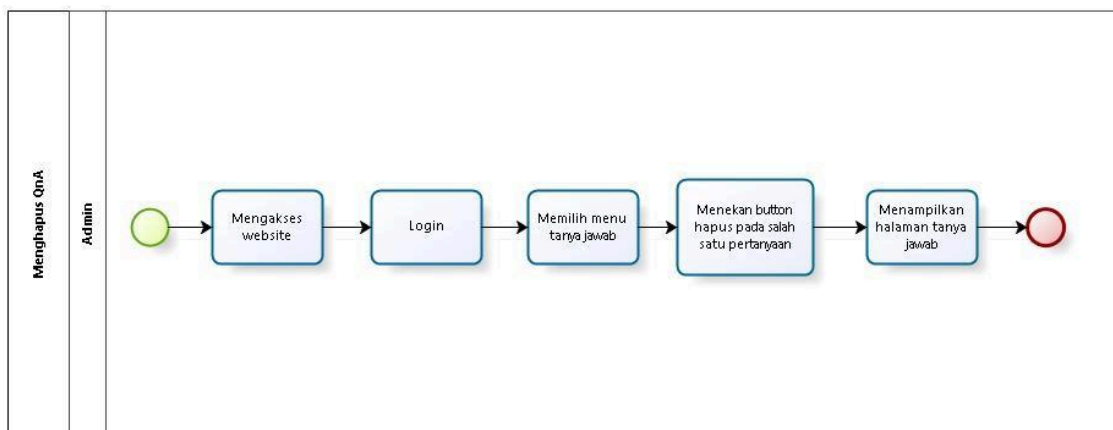 Menghapus QnA
Admin
Mengakses
website
Login
Memilih menu
tanya jawab
Menekan button
hapus pada salah
satu pertanyaan
Menampilkan
halaman tanya
jawab